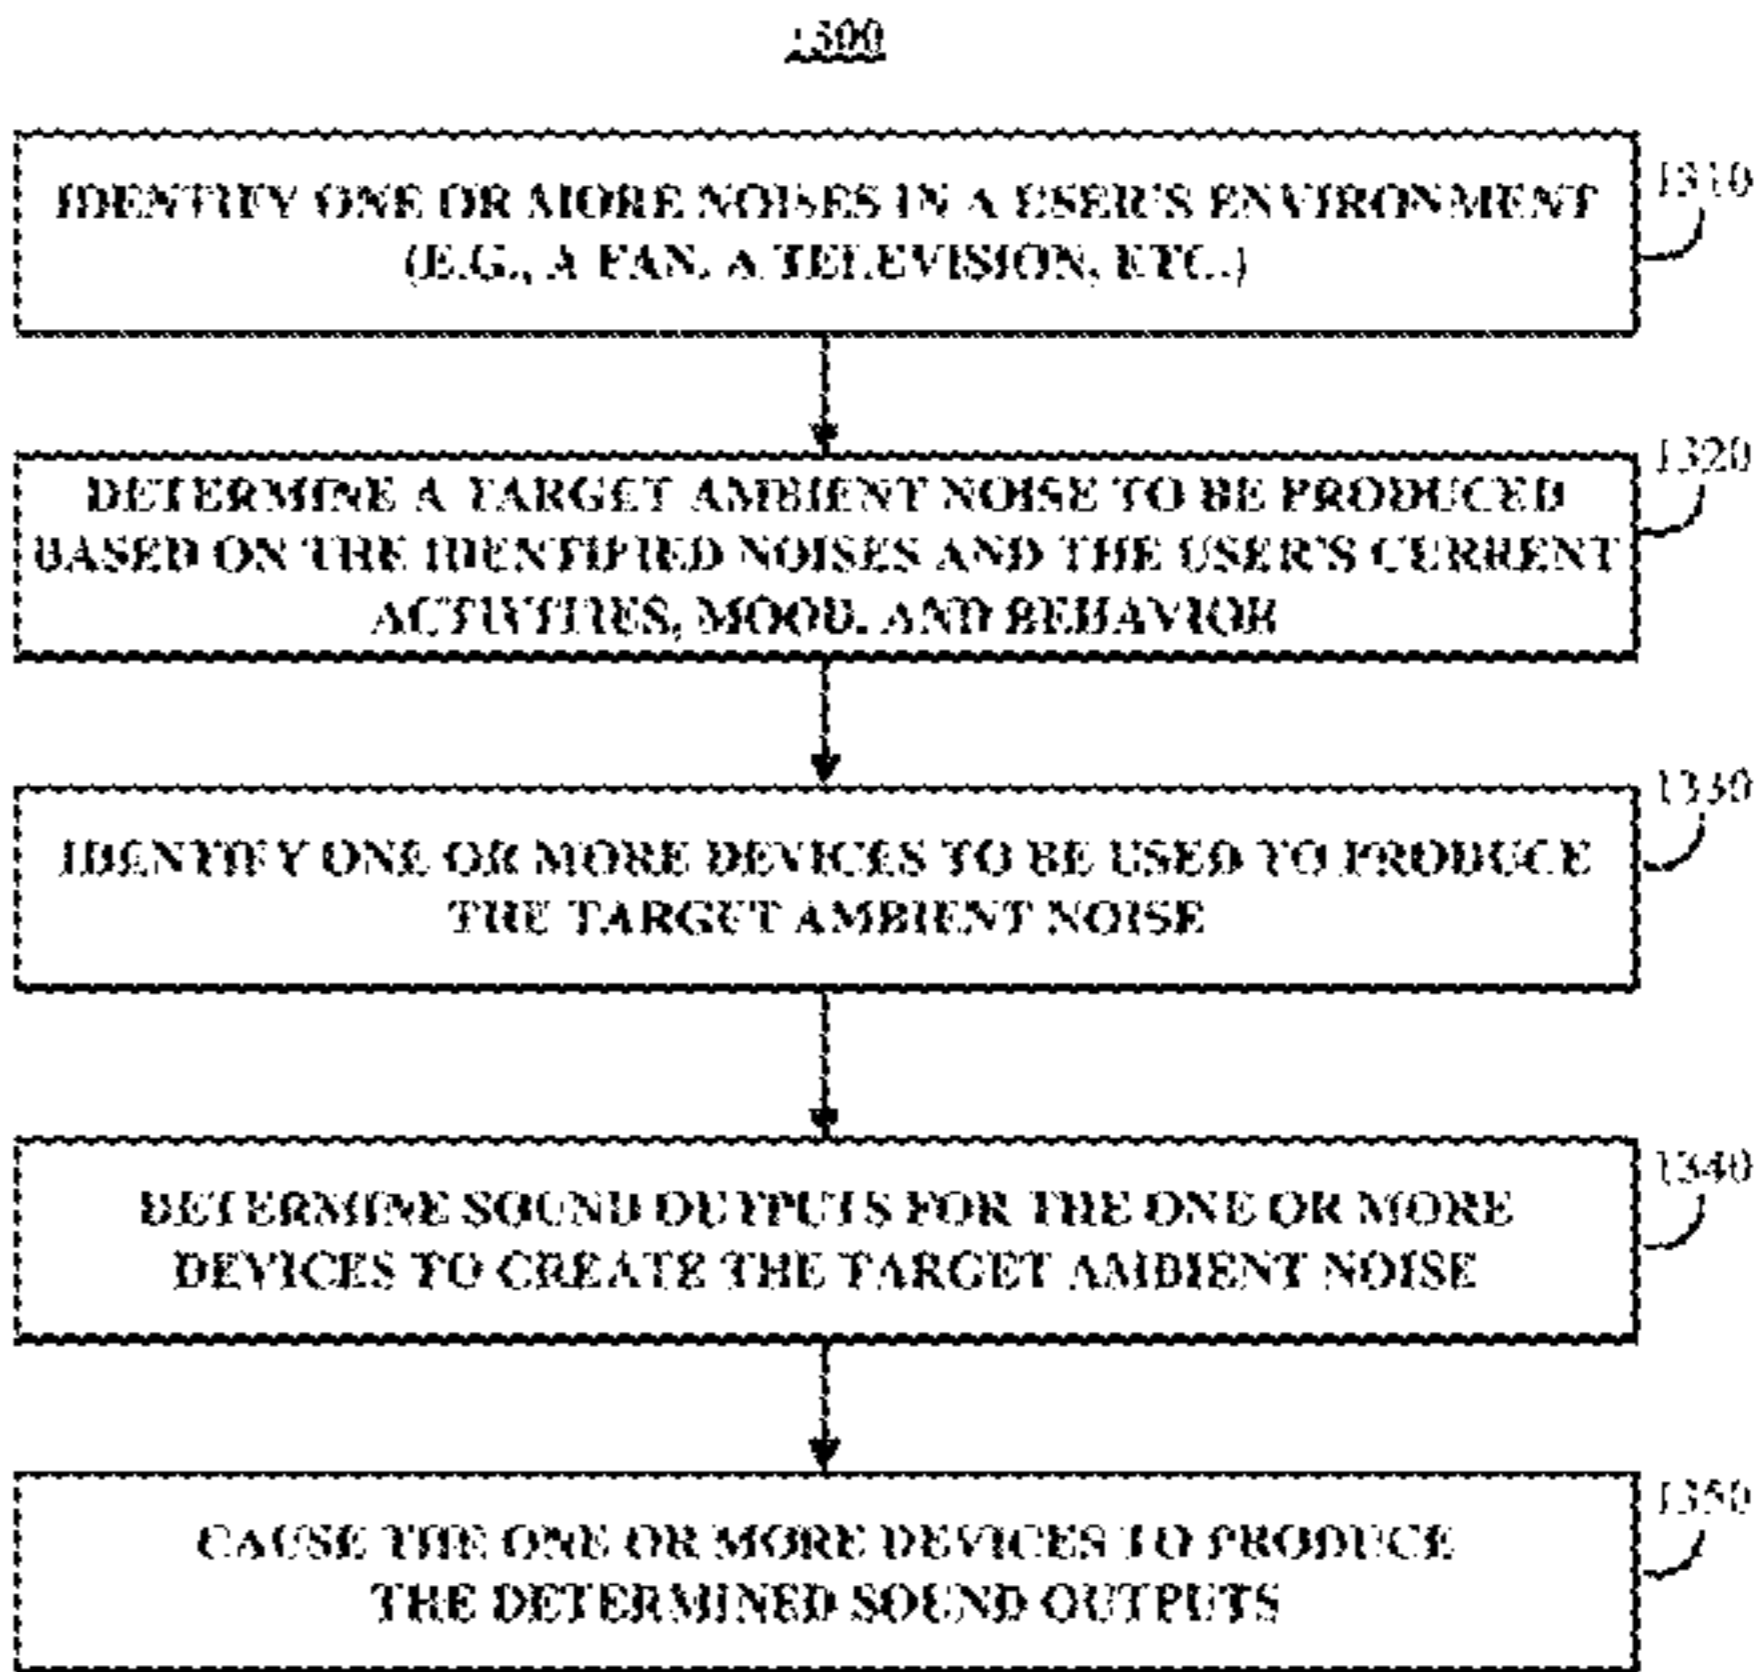 1300
IDENTIFY ONE OR MORE NOISES IN A USER'S ENVIRONMENT
(E.G., A FAN, A TELEVISION, ETC.)
1310
DETERMINE A TARGET AMBIENT NOISE TO BE PRODUCED
BASED ON THE IDENTIFIED NOISES AND THE USER'S CURRENT
ACTIVITIES, MOOD, AND BEHAVIOR
1320
IDENTIFY ONE OR MORE DEVICES TO BE USED TO PRODUCE
THE TARGET AMBIENT NOISE
1330
DETERMINE SOUND OUTPUTS FOR THE ONE OR MORE
DEVICES TO CREATE THE TARGET AMBIENT NOISE
1340
CAUSE THE ONE OR MORE DEVICES TO PRODUCE
THE DETERMINED SOUND OUTPUTS
1350